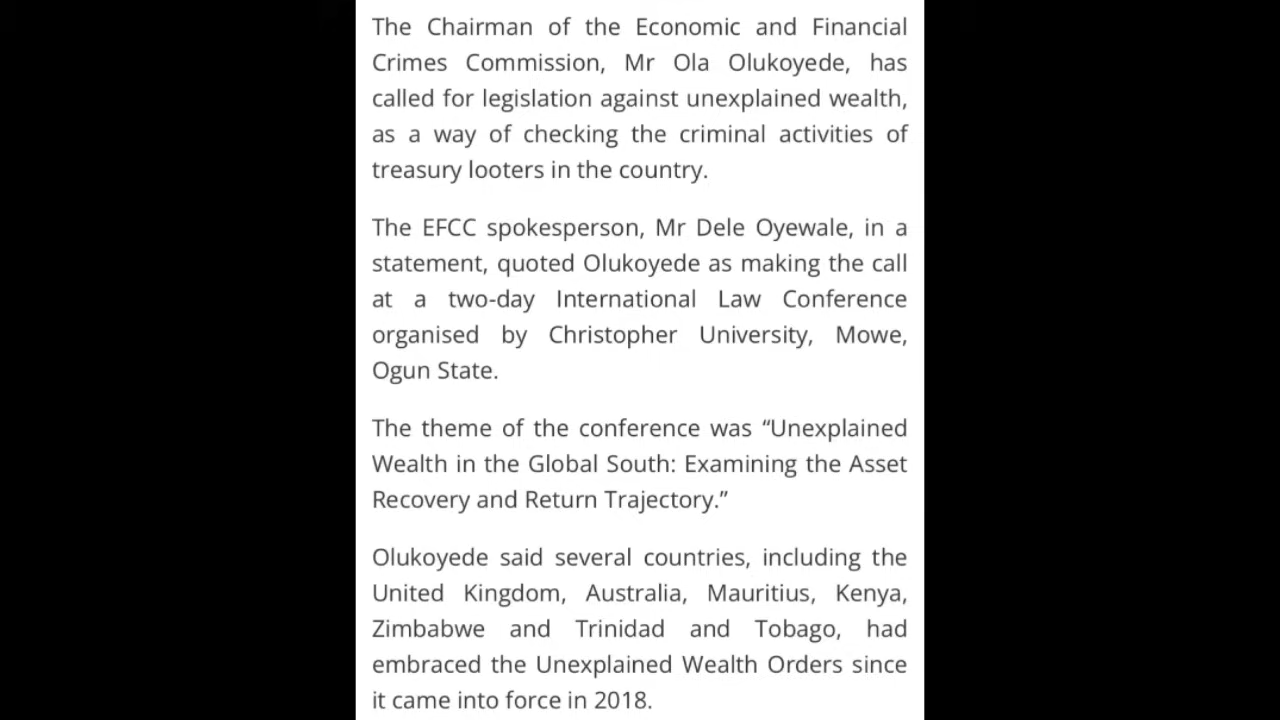 The Chairman of the Economic and Financial
Crimes Commission, Mr Ola Olukoyede, has
called for legislation against unexplained wealth,
as a way of checking the criminal activities of
treasury looters in the country.
The EFCC spokesperson, Mr Dele Oyewale, in a
statement, quoted Olukoyede as making the call
at a two-day International Law Conference
organised by Christopher University, Mowe,
Ogun State.
The theme of the conference was “Unexplained
Wealth in the Global South: Examining the Asset
Recovery and Return Trajectory.”
Olukoyede said several countries, including the
United Kingdom, Australia, Mauritius, Kenya,
Zimbabwe and Trinidad and Tobago, had
embraced the Unexplained Wealth Orders since
it came into force in 2018.